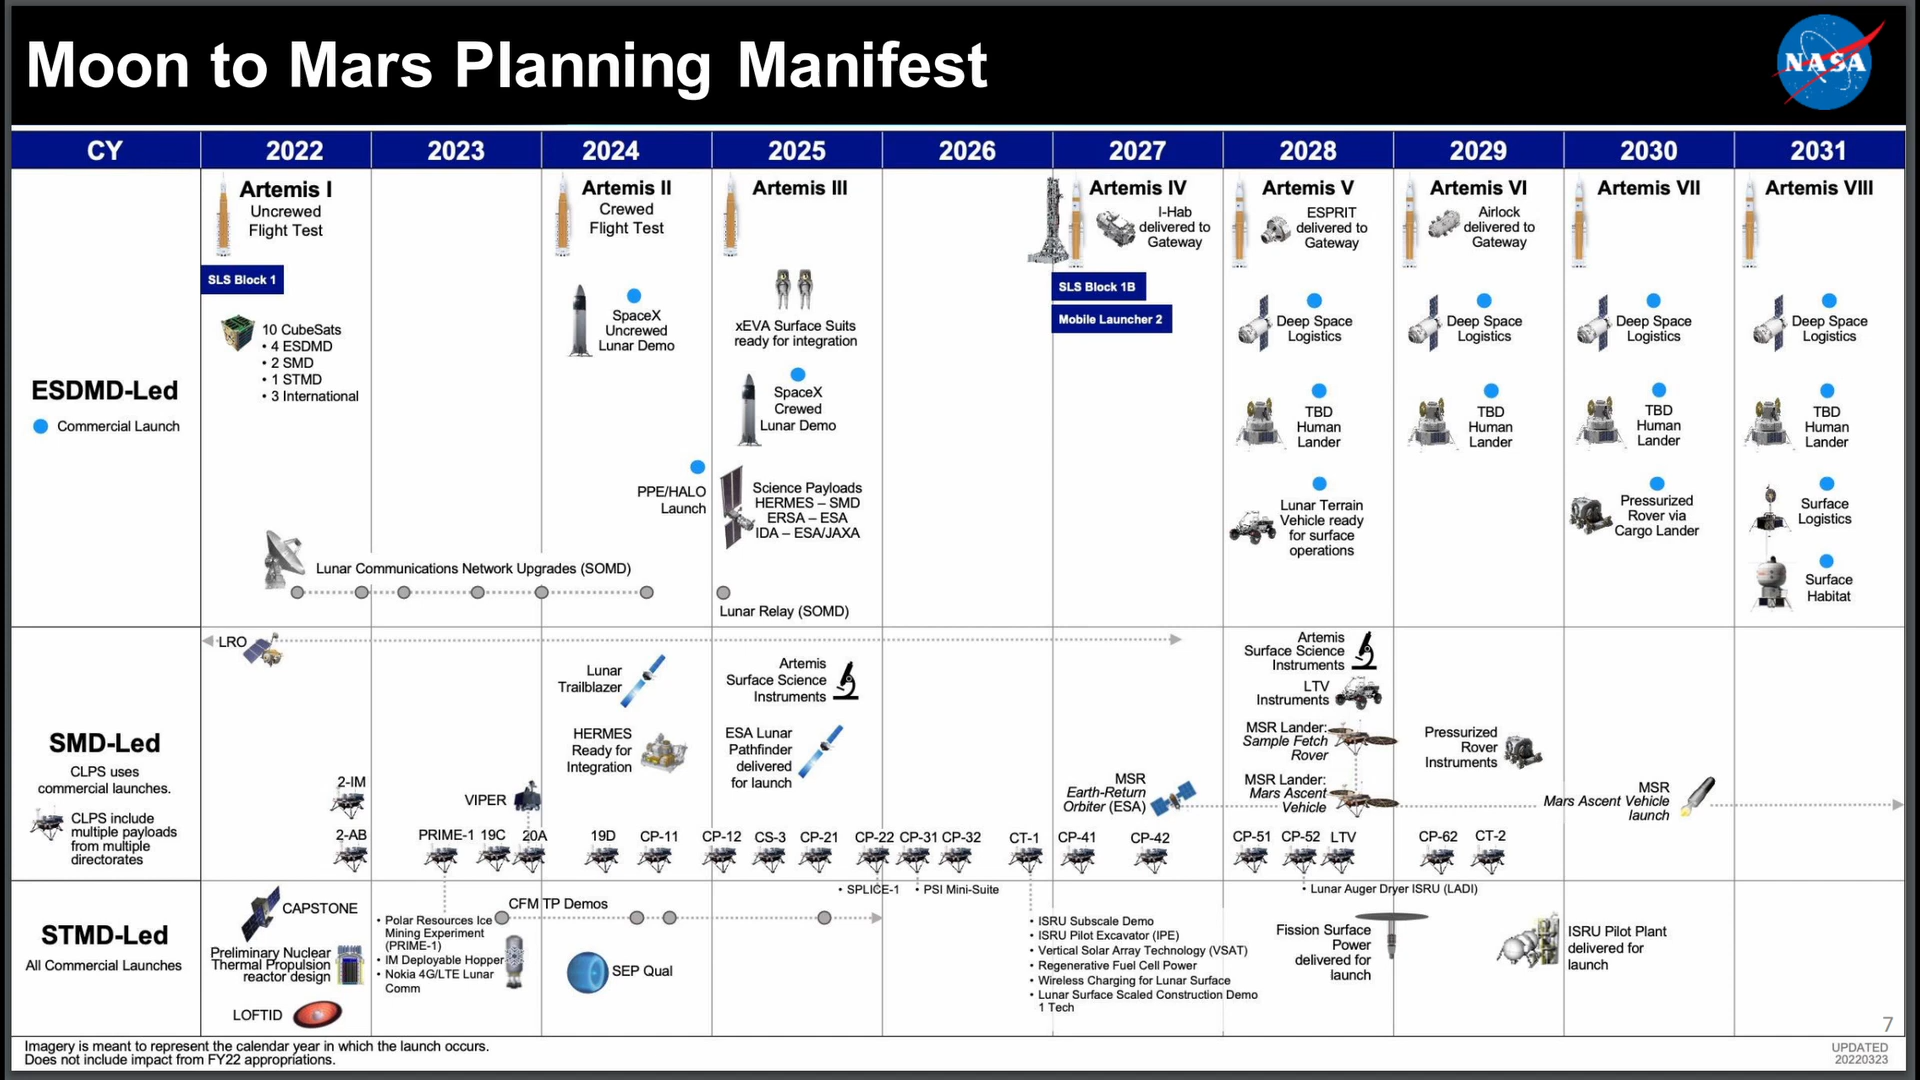 Moon to Mars Planning Manifest
NASA
CY
2022
2023
2024
2025
2026
2027
2028
2029
2030
2031
ESDMD-Led
Commercial Launch
Artemis I
Uncrewed
Flight Test
SLS Block 1
10 CubeSats
• 4 ESDMD
• 2 SMD
• 1 STMD
• 3 International
Lunar Communications Network Upgrades (SOMD)
Artemis II
Crewed
Flight Test
SpaceX
Uncrewed
Lunar Demo
PPE/HALO
Launch
Artemis III
xEVA Surface Suits
ready for integration
SpaceX
Crewed
Lunar Demo
Science Payloads
HERMES – SMD
ERSA – ESA
IDA – ESA/JAXA
Lunar Relay (SOMD)
Artemis IV
I-Hab
delivered to
Gateway
SLS Block 1B
Mobile Launcher 2
Artemis V
ESPRIT
delivered to
Gateway
Deep Space
Logistics
TBD
Human
Lander
Lunar Terrain
Vehicle ready
for surface
operations
Artemis VI
Airlock
delivered to
Gateway
Deep Space
Logistics
TBD
Human
Lander
Artemis VII
Deep Space
Logistics
TBD
Human
Lander
Pressurized
Rover via
Cargo Lander
Artemis VIII
Deep Space
Logistics
TBD
Human
Lander
Surface
Logistics
Surface
Habitat
SMD-Led
CLPS uses
commercial launches.
CLPS include
multiple payloads
from multiple
directorates
LRO
2-IM
2-AB
VIPER
PRIME-1
19C
20A
Lunar
Trailblazer
HERMES
Ready for
Integration
19D
CP-11
Artemis
Surface Science
Instruments
ESA Lunar
Pathfinder
delivered
for launch
CP-12
CS-3
CP-21
CP-22
CP-31
CP-32
CT-1
MSR
Earth-Return
Orbiter (ESA)
CP-41
CP-42
Artemis
Surface Science
Instruments
LTV
Instruments
MSR Lander:
Sample Fetch
Rover
MSR Lander:
Mars Ascent
Vehicle
CP-51
CP-52
LTV
Pressurized
Rover
Instruments
CP-62
CT-2
MSR
Mars Ascent Vehicle
launch
STMD-Led
All Commercial Launches
CAPSTONE
Preliminary Nuclear
Thermal Propulsion
reactor design
LOFTID
CFM TP Demos
• Polar Resources Ice
Mining Experiment
(PRIME-1)
• IM Deployable Hopper
• Nokia 4G/LTE Lunar
Comm
SEP Qual
• SPLICE-1
• PSI Mini-Suite
• ISRU Subscale Demo
• ISRU Pilot Excavator (IPE)
• Vertical Solar Array Technology (VSAT)
• Regenerative Fuel Cell Power
• Wireless Charging for Lunar Surface
• Lunar Surface Scaled Construction Demo
1 Tech
• Lunar Auger Dryer ISRU (LADI)
Fission Surface
Power
delivered for
launch
ISRU Pilot Plant
delivered for
launch
7
Imagery is meant to represent the calendar year in which the launch occurs.
Does not include impact from FY22 appropriations.
UPDATED
20220323